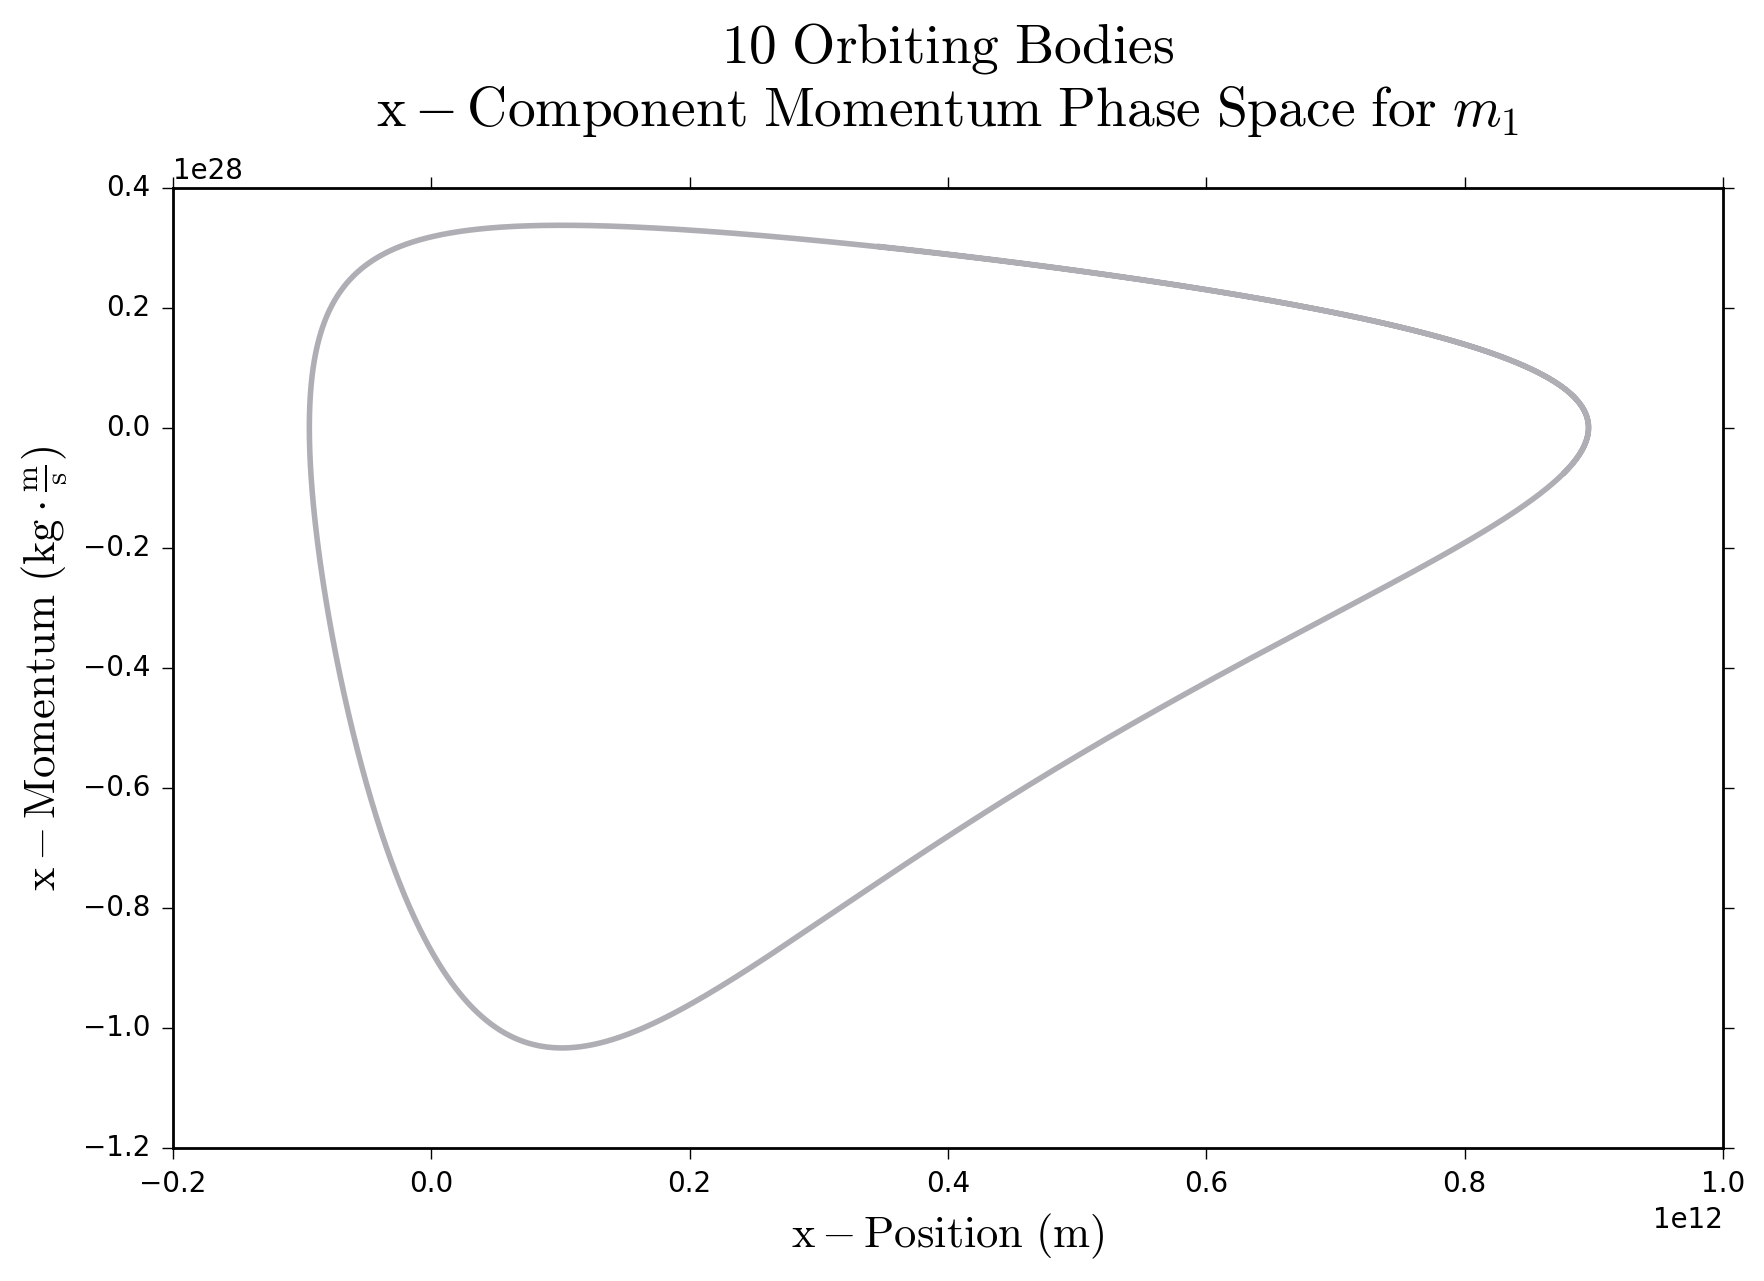 10 Orbiting Bodies
x − Component Momentum Phase Space for m₁
1e28
0.4
0.2
0.0
−0.2
−0.4
−0.6
−0.8
−1.0
−1.2
x − Momentum (kg · m/s)
−0.2 0.0 0.2 0.4 0.6 0.8 1.0
1e12
x − Position (m)